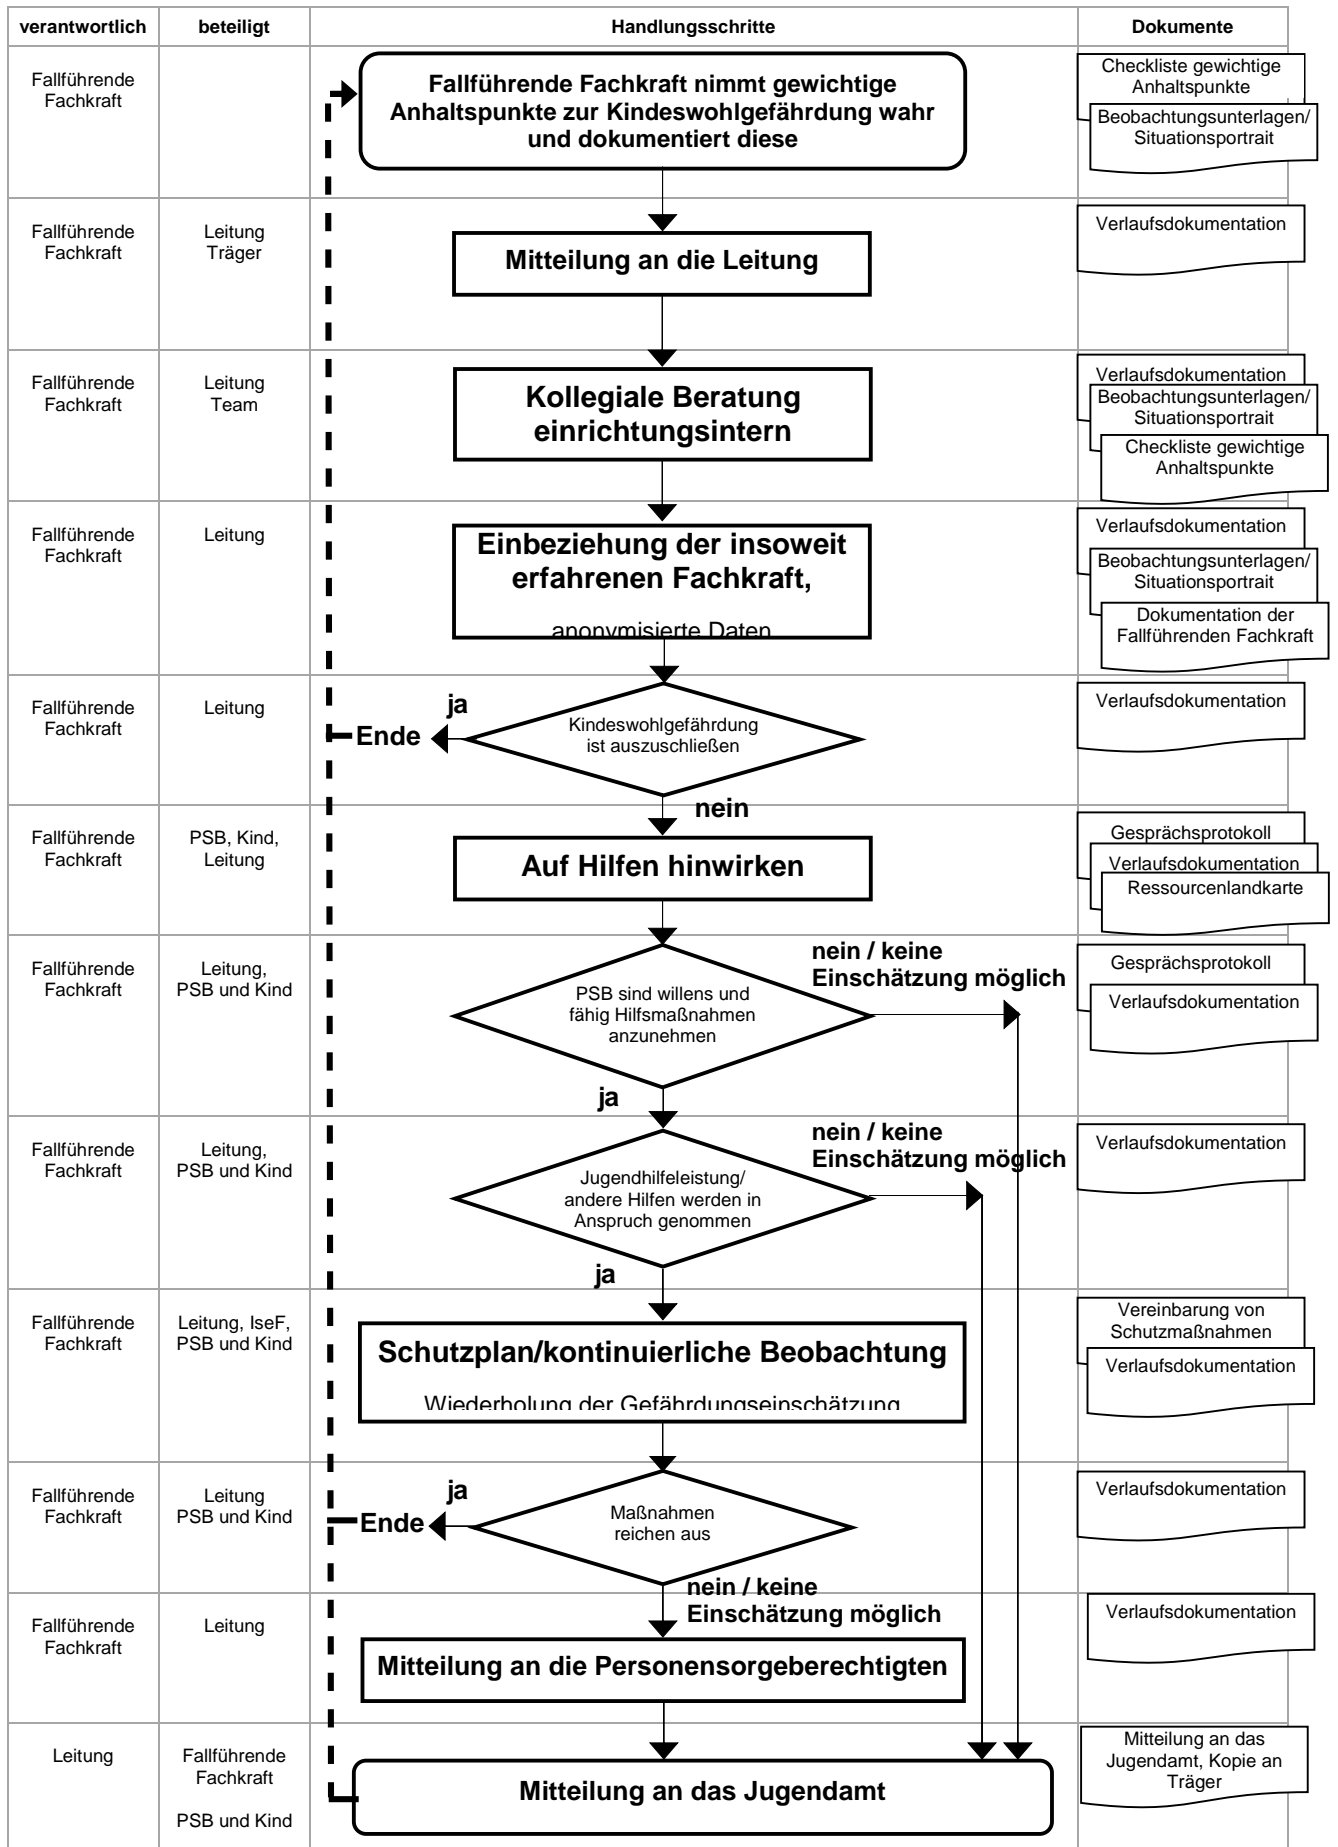 verantwortlich
beteiligt
Handlungsschritte
Dokumente
Fallführende
Fachkraft
Fallführende Fachkraft nimmt gewichtige
Anhaltspunkte zur Kindeswohlgefährdung wahr
und dokumentiert diese
Checkliste gewichtige
Anhaltspunkte
Beobachtungsunterlagen/
Situationsportrait
Fallführende
Fachkraft
Leitung
Träger
Mitteilung an die Leitung
Verlaufsdokumentation
Fallführende
Fachkraft
Leitung
Team
Kollegiale Beratung
einrichtungsintern
Verlaufsdokumentation
Beobachtungsunterlagen/
Situationsportrait
Checkliste gewichtige
Anhaltspunkte
Fallführende
Fachkraft
Leitung
Einbeziehung der insoweit
erfahrenen Fachkraft,
anonymisierte Daten
Verlaufsdokumentation
Beobachtungsunterlagen/
Situationsportrait
Dokumentation der
Fallführenden Fachkraft
Fallführende
Fachkraft
Leitung
ja
Ende
Kindeswohlgefährdung
ist auszuschließen
nein
Verlaufsdokumentation
Fallführende
Fachkraft
PSB, Kind,
Leitung
Auf Hilfen hinwirken
Gesprächsprotokoll
Verlaufsdokumentation
Ressourcenlandkarte
Fallführende
Fachkraft
Leitung,
PSB und Kind
PSB sind willens und
fähig Hilfsmaßnahmen
anzunehmen
nein / keine
Einschätzung möglich
ja
Gesprächsprotokoll
Verlaufsdokumentation
Fallführende
Fachkraft
Leitung,
PSB und Kind
Jugendhilfeleistung/
andere Hilfen werden in
Anspruch genommen
nein / keine
Einschätzung möglich
ja
Verlaufsdokumentation
Fallführende
Fachkraft
Leitung, IseF,
PSB und Kind
Schutzplan/kontinuierliche Beobachtung
Wiederholung der Gefährdungseinschätzung
Vereinbarung von
Schutzmaßnahmen
Verlaufsdokumentation
Fallführende
Fachkraft
Leitung
PSB und Kind
ja
Ende
Maßnahmen
reichen aus
nein / keine
Einschätzung möglich
Verlaufsdokumentation
Fallführende
Fachkraft
Leitung
Mitteilung an die Personensorgeberechtigten
Verlaufsdokumentation
Leitung
Fallführende
Fachkraft
PSB und Kind
Mitteilung an das Jugendamt
Mitteilung an das
Jugendamt, Kopie an
Träger